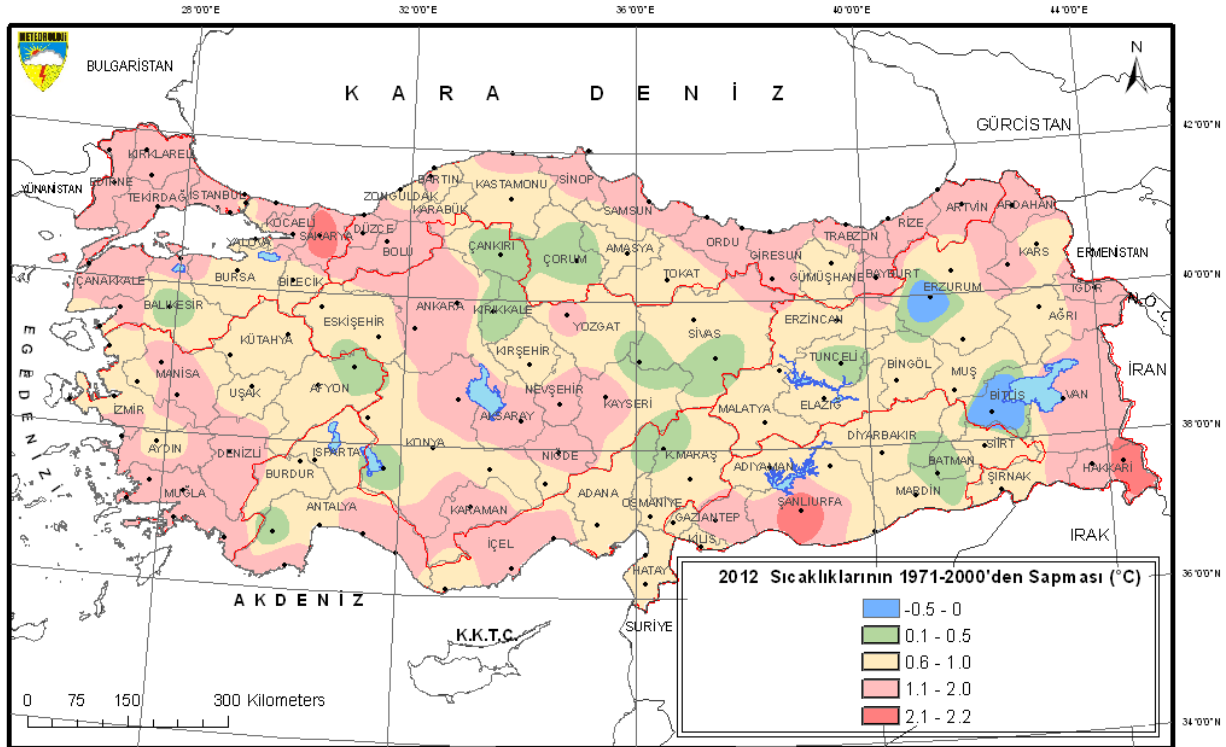 28°0'0"E 32°0'0"E 36°0'0"E 40°0'0"E 44°0'0"E
METEOROLOJİ
BULGARİSTAN
N
K A R A D E N İ Z
GÜRCİSTAN
42°0'0"N
KIRKLARELİ
EDİRNE
YUNANİSTAN
TEKİRDAĞ
İSTANBUL
KOCAELİ
YALOVA
SAKARYA
DÜZCE
BOLU
ZONGULDAK
BARTIN
KARABÜK
KASTAMONU
SİNOP
SAMSUN
ORDU
GİRESUN
TRABZON
RİZE
ARTVİN
ARDAHAN
KARS
ERMENİSTAN
ÇANAKKALE
BALIKESİR
BURSA
BİLECİK
ÇANKIRI
ÇORUM
AMASYA
TOKAT
GÜMÜŞHANE
BAYBURT
ERZURUM
IĞDIR
40°0'0"N
N.Ö.C.
AĞRI
ESKİŞEHİR
KÜTAHYA
ANKARA
KIRIKKALE
YOZGAT
SİVAS
ERZİNCAN
TUNCELİ
BİNGÖL
MUŞ
İRAN
MANİSA
UŞAK
AFYON
KIRŞEHİR
NEVŞEHİR
KAYSERİ
MALATYA
ELAZIĞ
BİTLİS
VAN
EGE DENİZİ
İZMİR
AYDIN
DENİZLİ
ISPARTA
BURDUR
KONYA
AKSARAY
NİĞDE
K.MARAŞ
ADIYAMAN
DİYARBAKIR
BATMAN
SİİRT
ŞIRNAK
HAKKARİ
38°0'0"N
MUĞLA
ANTALYA
KARAMAN
İÇEL
ADANA
OSMANİYE
GAZİANTEP
KİLİS
ŞANLIURFA
MARDİN
HATAY
IRAK
36°0'0"N
A K D E N İ Z
K.K.T.C.
SURİYE
2012 Sıcaklıklarının 1971-2000'den Sapması (°C)
-0.5 - 0
0.1 - 0.5
0.6 - 1.0
1.1 - 2.0
2.1 - 2.2
0 75 150 300 Kilometers
34°0'0"N